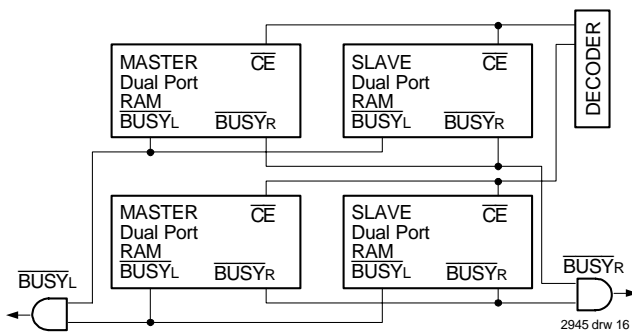 MASTER CE
Dual Port
RAM
BUSYL BUSYR
SLAVE CE
Dual Port
RAM
BUSYL BUSYR
DECODER
MASTER CE
Dual Port
RAM
BUSYL BUSYR
SLAVE CE
Dual Port
RAM
BUSYL BUSYR
BUSYL
BUSYR
2945 drw 16